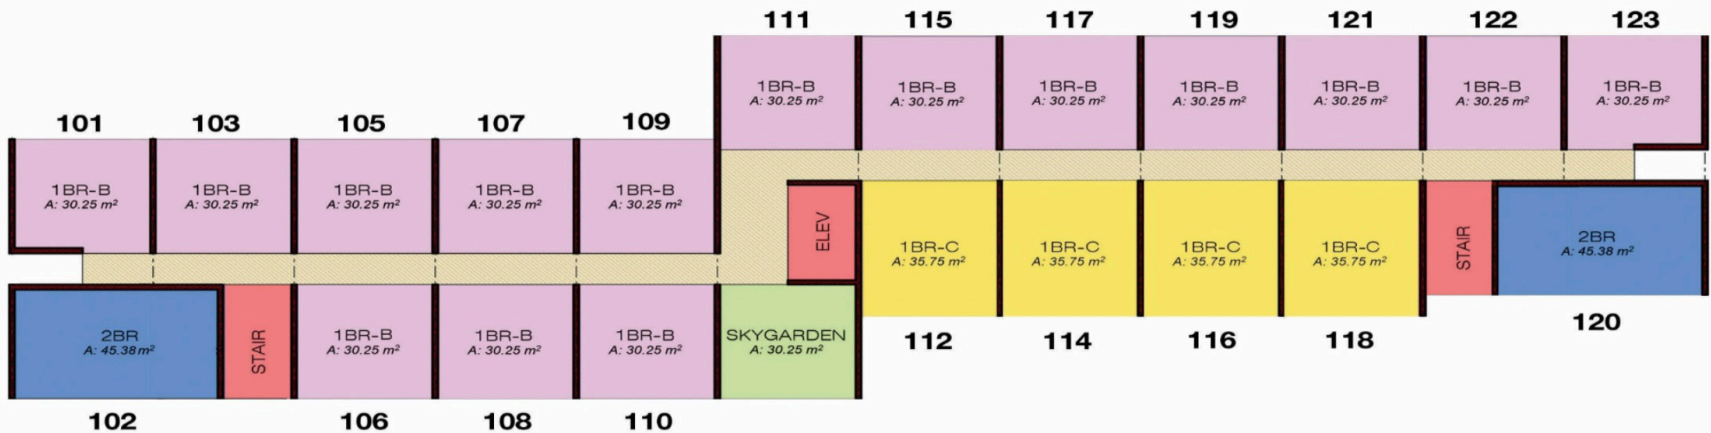 111 115 117 119 121 122 123
1BR-B 1BR-B 1BR-B 1BR-B 1BR-B 1BR-B 1BR-B
A: 30.25 m² A: 30.25 m² A: 30.25 m² A: 30.25 m² A: 30.25 m² A: 30.25 m² A: 30.25 m²
101 103 105 107 109
1BR-B 1BR-B 1BR-B 1BR-B 1BR-B
A: 30.25 m² A: 30.25 m² A: 30.25 m² A: 30.25 m² A: 30.25 m²
ELEV
1BR-C 1BR-C 1BR-C 1BR-C
A: 35.75 m² A: 35.75 m² A: 35.75 m² A: 35.75 m²
STAIR
2BR
A: 45.38 m²
2BR
A: 45.38 m²
STAIR
1BR-B 1BR-B 1BR-B SKYGARDEN
A: 30.25 m² A: 30.25 m² A: 30.25 m² A: 30.25 m²
112 114 116 118 120
102 106 108 110